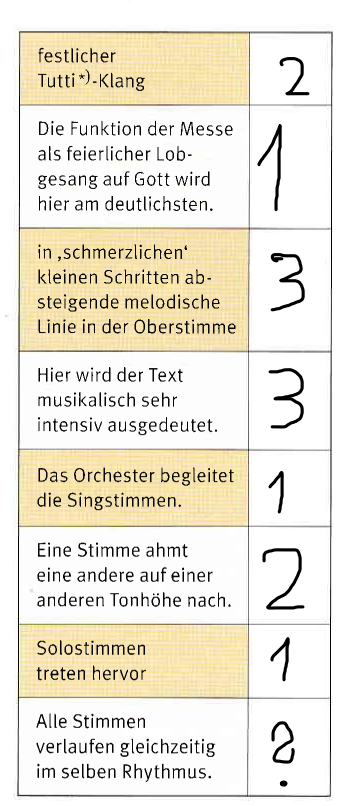 festlicher
Tutti*)-Klang
2
Die Funktion der Messe
als feierlicher Lob-
gesang auf Gott wird
hier am deutlichsten.
1
in ‚schmerzlichen‘
kleinen Schritten ab-
steigende melodische
Linie in der Oberstimme
3
Hier wird der Text
musikalisch sehr
intensiv ausgedeutet.
3
Das Orchester begleitet
die Singstimmen.
1
Eine Stimme ahmt
eine andere auf einer
anderen Tonhöhe nach.
2
Solostimmen
treten hervor
1
Alle Stimmen
verlaufen gleichzeitig
im selben Rhythmus.
?